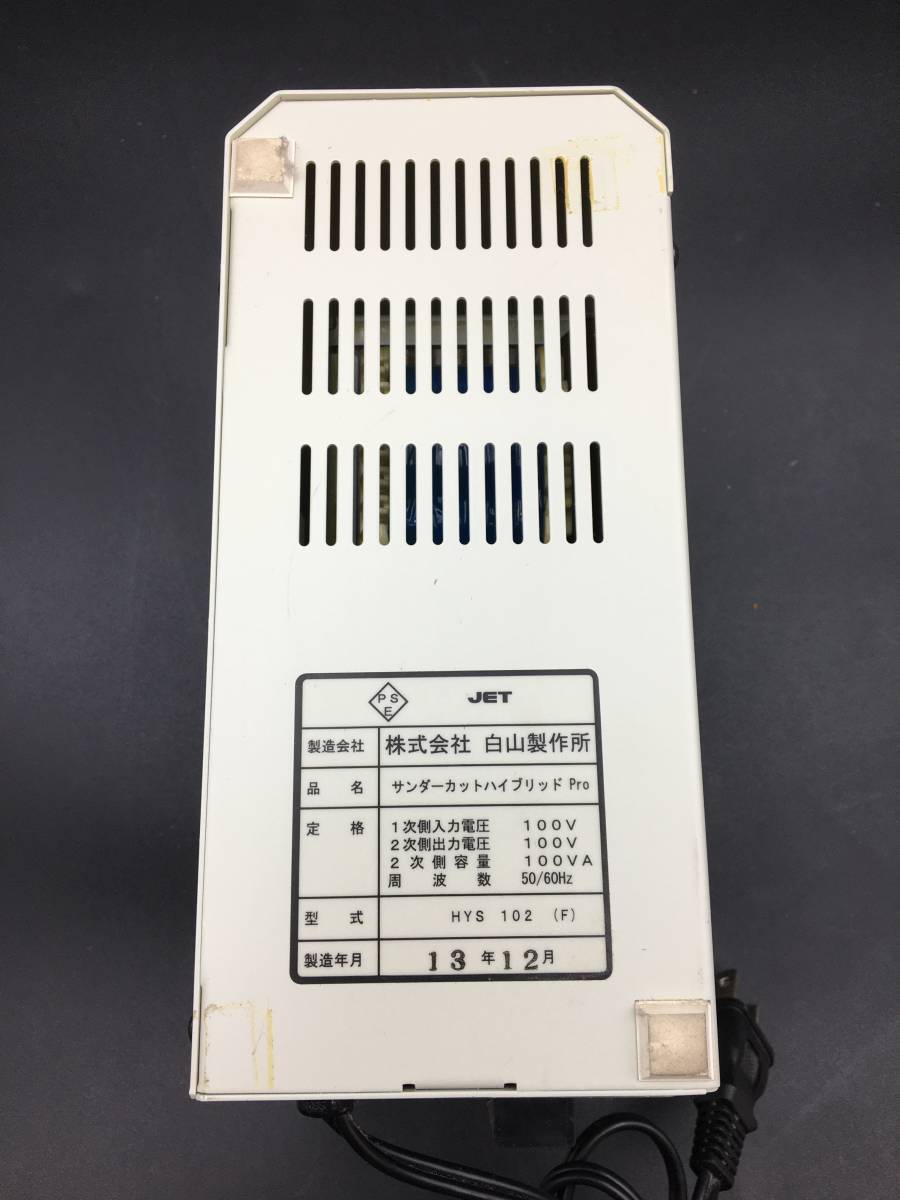 PSE JET
製造会社 株式会社 白山製作所
品名 サンダーカットハイブリッド Pro
定格 1次側入力電圧 100V
2次側出力電圧 100V
2次側容量 100VA
周波数 50/60Hz
型式 HYS 102 (F)
製造年月 13年12月